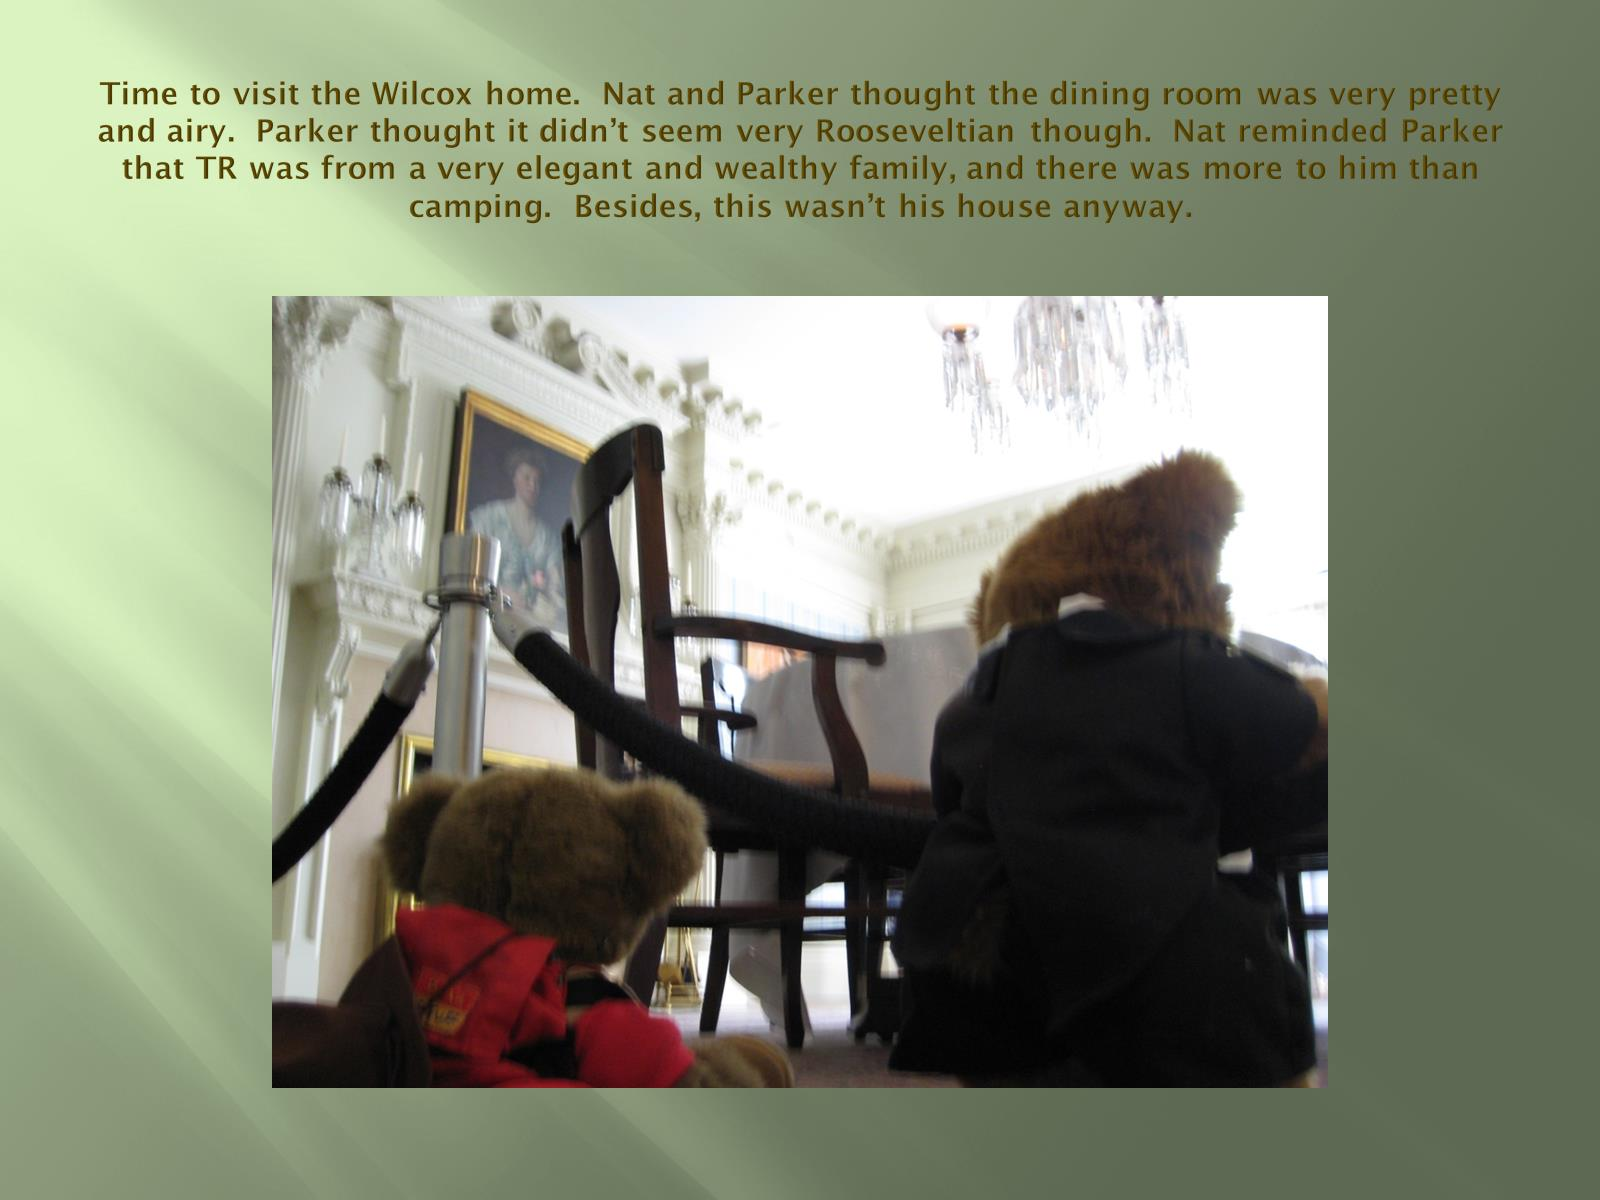 Time to visit the Wilcox home.  Nat and Parker thought the dining room was very pretty
and airy.  Parker thought it didn’t seem very Rooseveltian though.  Nat reminded Parker
that TR was from a very elegant and wealthy family, and there was more to him than
camping.  Besides, this wasn’t his house anyway.